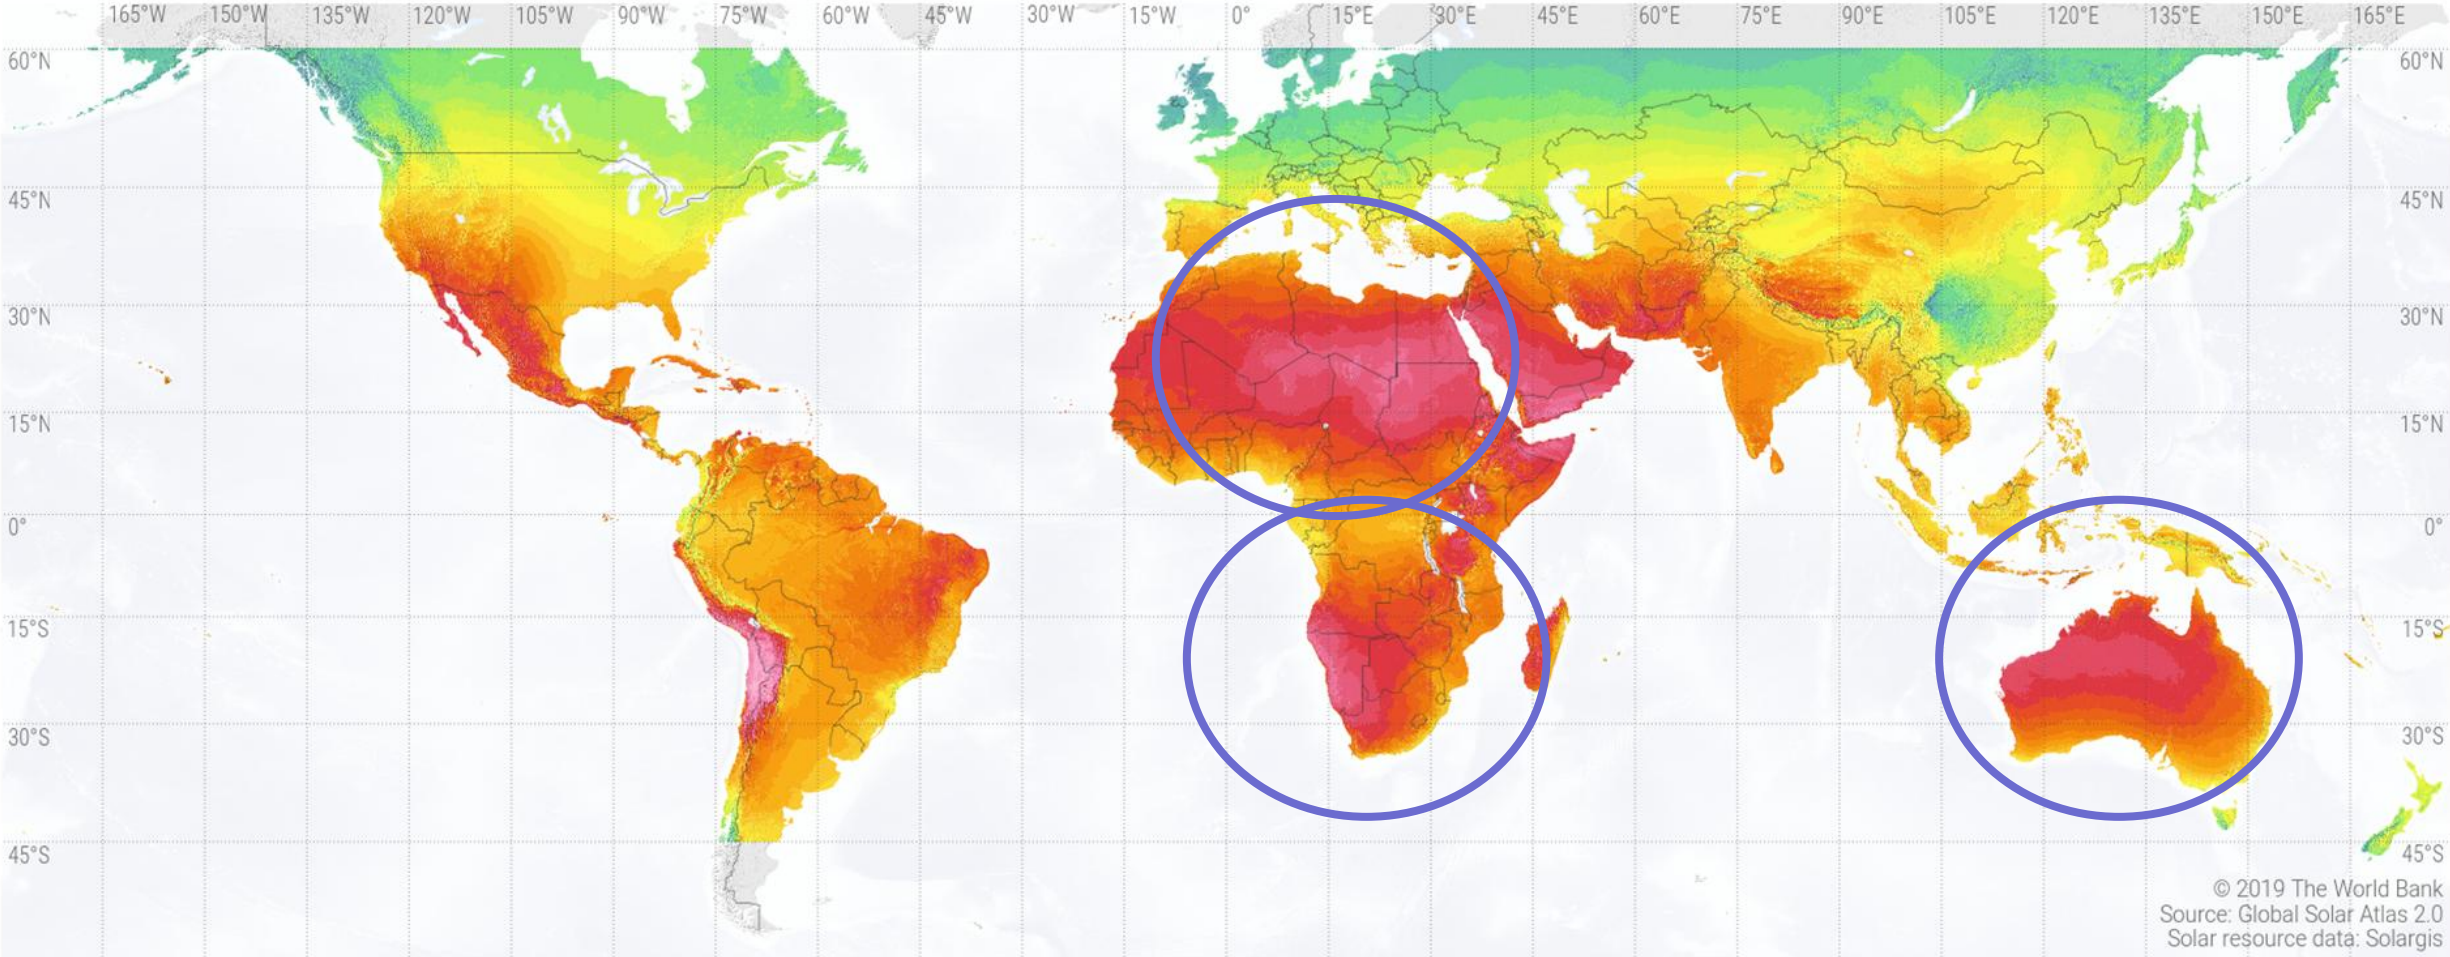 165°W 150°W 135°W 120°W 105°W 90°W 75°W 60°W 45°W 30°W 15°W 0° 15°E 30°E 45°E 60°E 75°E 90°E 105°E 120°E 135°E 150°E 165°E
60°N 60°N
45°N 45°N
30°N 30°N
15°N 15°N
0° 0°
15°S 15°S
30°S 30°S
45°S 45°S
© 2019 The World Bank
Source: Global Solar Atlas 2.0
Solar resource data: Solargis